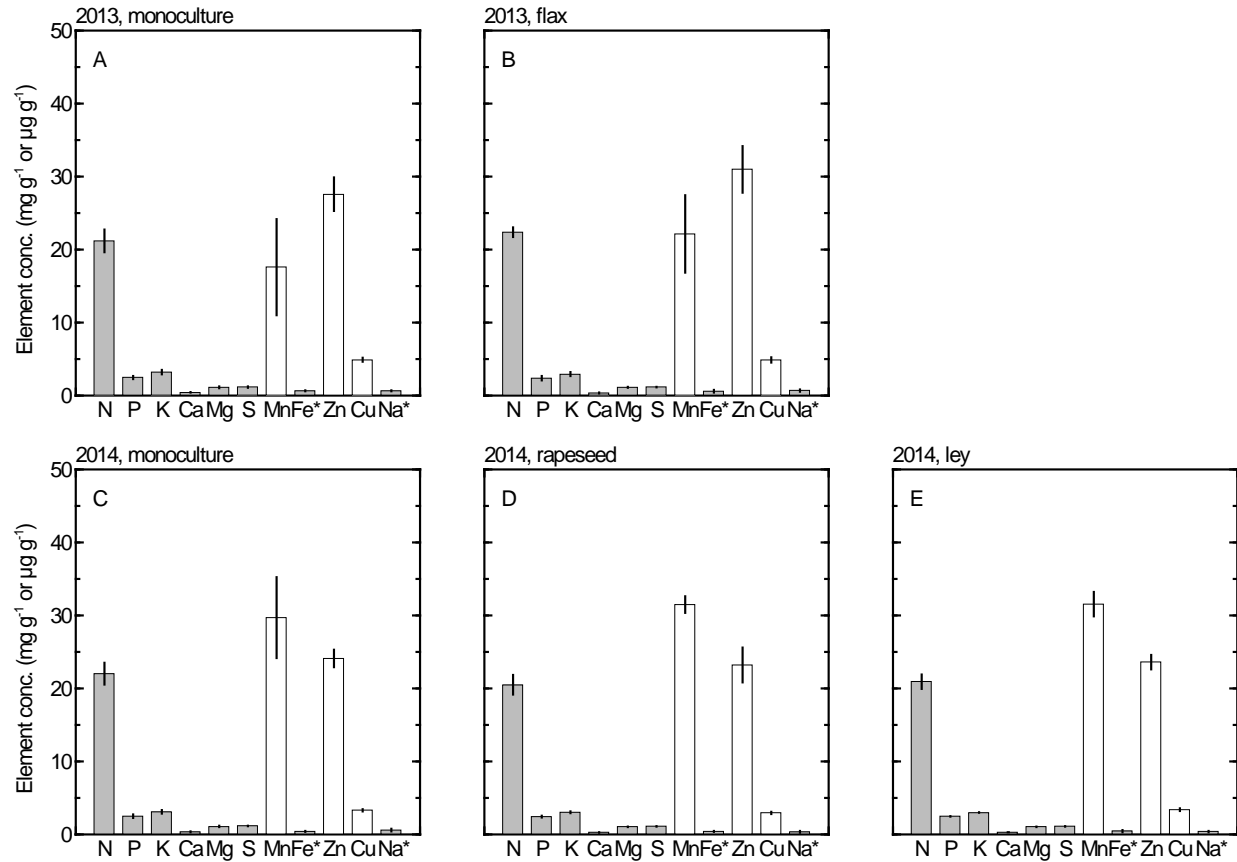 2013, monoculture
2013, flax
50
40
30
20
10
0
Element conc. (mg g⁻¹ or µg g⁻¹)
A
B
N P K Ca Mg S Mn Fe* Zn Cu Na*
N P K Ca Mg S Mn Fe* Zn Cu Na*
2014, monoculture
2014, rapeseed
2014, ley
50
40
30
20
10
0
Element conc. (mg g⁻¹ or µg g⁻¹)
C
D
E
N P K Ca Mg S Mn Fe* Zn Cu Na*
N P K Ca Mg S Mn Fe* Zn Cu Na*
N P K Ca Mg S Mn Fe* Zn Cu Na*